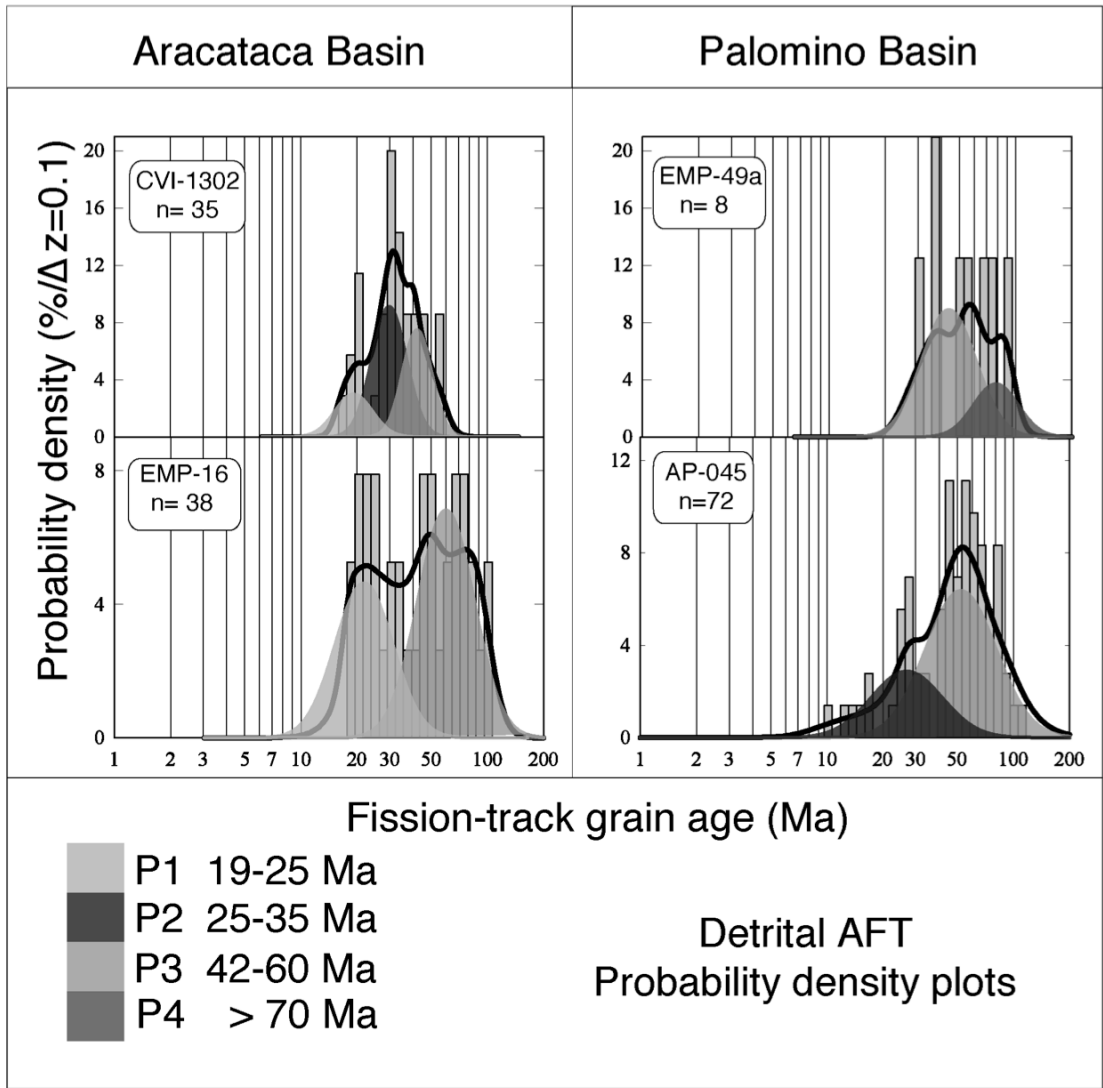 Aracataca Basin
Palomino Basin
Probability density (%/Δ z=0.1)
20
16
12
8
4
0
CVI-1302
n= 35
20
16
12
8
4
0
EMP-49a
n= 8
8
4
0
EMP-16
n= 38
1 2 3 5 7 10 20 30 50 100 200
12
8
4
0
AP-045
n=72
1 2 3 5 7 10 20 30 50 100 200
Fission-track grain age (Ma)
P1 19-25 Ma
P2 25-35 Ma
P3 42-60 Ma
P4 > 70 Ma
Detrital AFT
Probability density plots